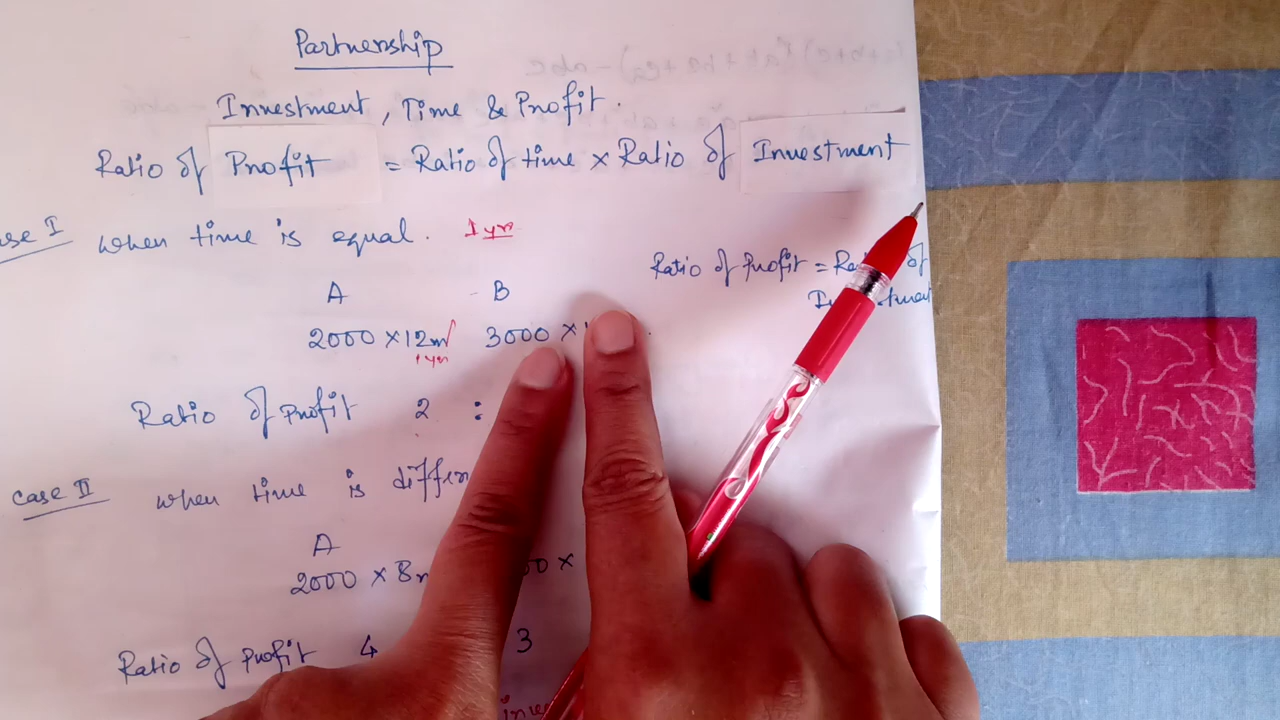 Partnership
Investment, Time & Profit.
Ratio of Profit = Ratio of time × Ratio of Investment
Case I when time is equal. 1 yr
Ratio of Profit = of
A B
2000 × 12m 3000 ×
1 yr
Ratio of Profit 2 :
Case II when time is
A
2000 × 8
Ratio of Profit 4 3